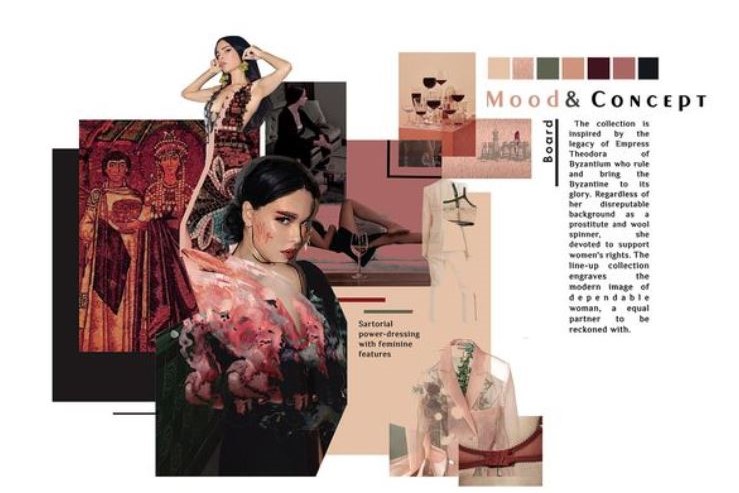 Mood & Concept
Board
The collection is
inspired by the
legacy of Empress
Theodora of
Byzantium who rule
and bring the
Byzantine to its
glory. Regardless of
her disreputable
background as a
prostitute and wool
spinner, she
devoted to support
women's rights. The
line-up collection
engraves the
modern image of
dependable
woman, a equal
partner to be
reckoned with.
Sartorial
power-dressing
with feminine
features